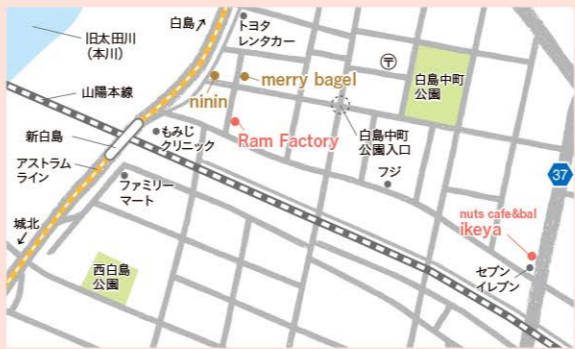 白島
トヨタ
レンタカー
旧太田川
(本川)
〒
白島中町
公園
山陽本線
merry bagel
ninin
新白島
もみじ
クリニック
Ram Factory
白島中町
公園入口
アストラム
ライン
フジ
37
ファミリー
マート
城北
nuts cafe&bal
ikeya
西白島
公園
セブン
イレブン